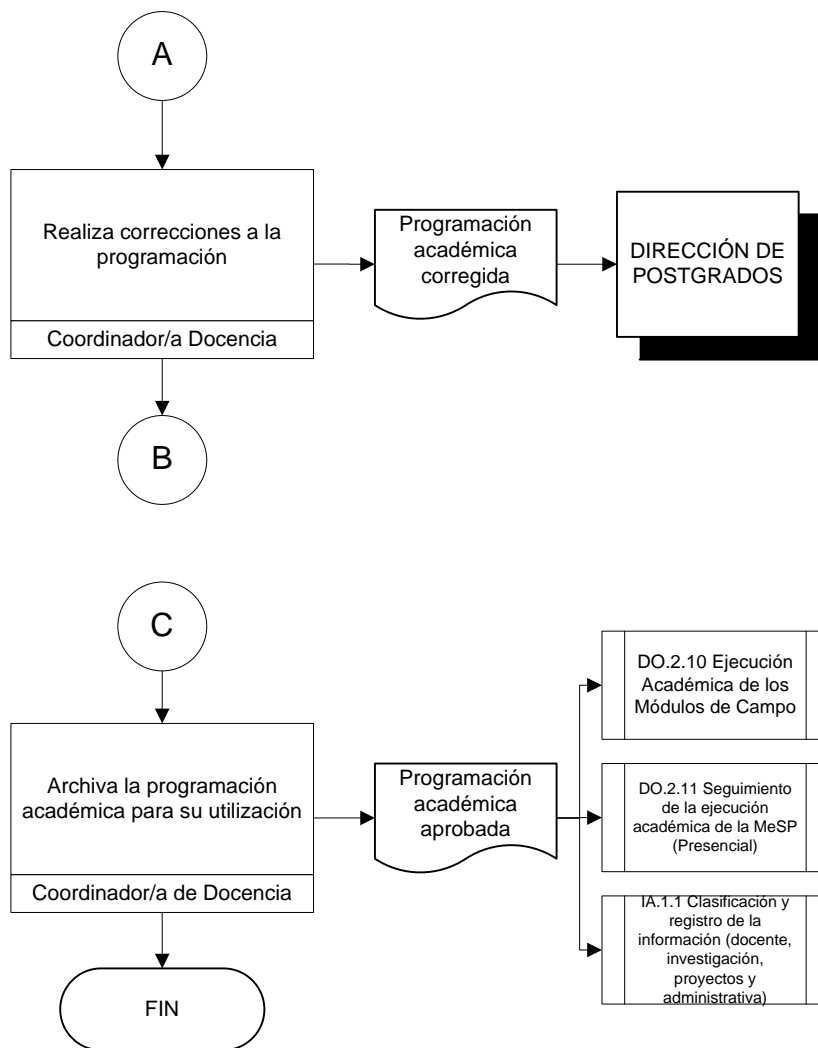 A
Realiza correcciones a la
programación
Coordinador/a Docencia
Programación
académica
corregida
DIRECCIÓN DE
POSTGRADOS
B
C
Archiva la programación
académica para su utilización
Coordinador/a de Docencia
Programación
académica
aprobada
DO.2.10 Ejecución
Académica de los
Módulos de Campo
DO.2.11 Seguimiento
de la ejecución
académica de la MeSP
(Presencial)
IA.1.1 Clasificación y
registro de la
información (docente,
investigación,
proyectos y
administrativa)
FIN